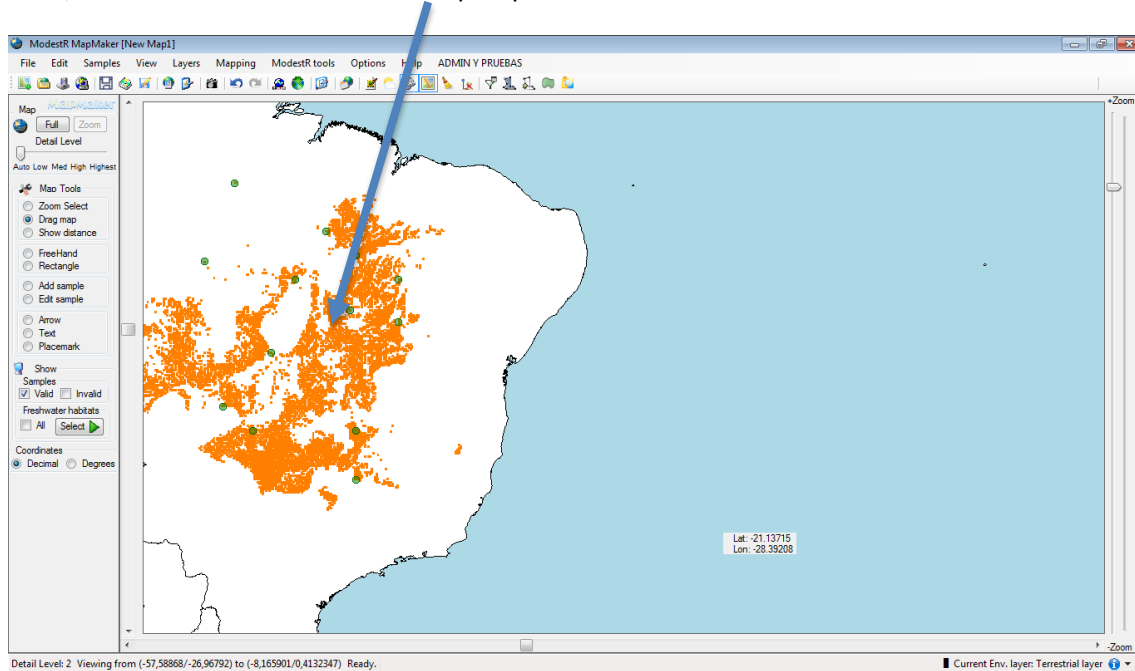 ModestR MapMaker [New Map1]
File Edit Samples View Layers Mapping ModestR tools Options Help ADMIN Y PRUEBAS
Map MapMaker
Full Zoom
Detail Level
Auto Low Med High Highest
Map Tools
Zoom Select
Drag map
Show distance
FreeHand
Rectangle
Add sample
Edit sample
Arrow
Text
Placemark
Show
Samples
Valid Invalid
Freshwater habitats
All Select
Coordinates
Decimal Degrees
+Zoom
Lat: -21.13715
Lon: -28.39208
-Zoom
Detail Level: 2 Viewing from (-57,58868/-26,96792) to (-8,165901/0,4132347) Ready.
Current Env. layer: Terrestrial layer